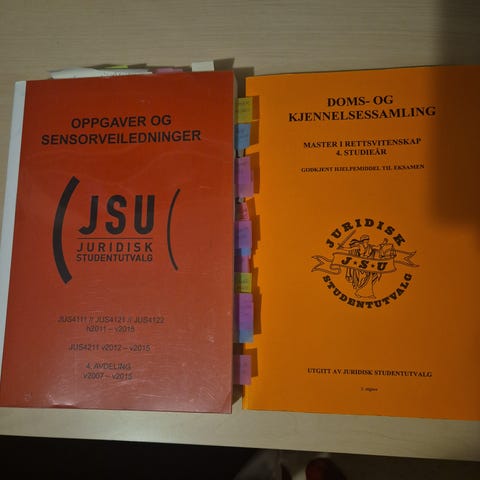 OPPGAVER OG
SENSORVEILEDNINGER
JSU
JURIDISK
STUDENTUTVALG
JUS4111 // JUS4121 // JUS4122
h2011 – v2015
JUS4211 v2012 – v2015
4. AVDELING
v2007 – v2015
DOMS- OG
KJENNELSESSAMLING
MASTER I RETTSVITENSKAP
4. STUDIEÅR
GODKJENT HJELPEMIDDEL TIL EKSAMEN
JURIDISK
J ★ S ★ U
STUDENTUTVALG
UTGITT AV JURIDISK STUDENTUTVALG